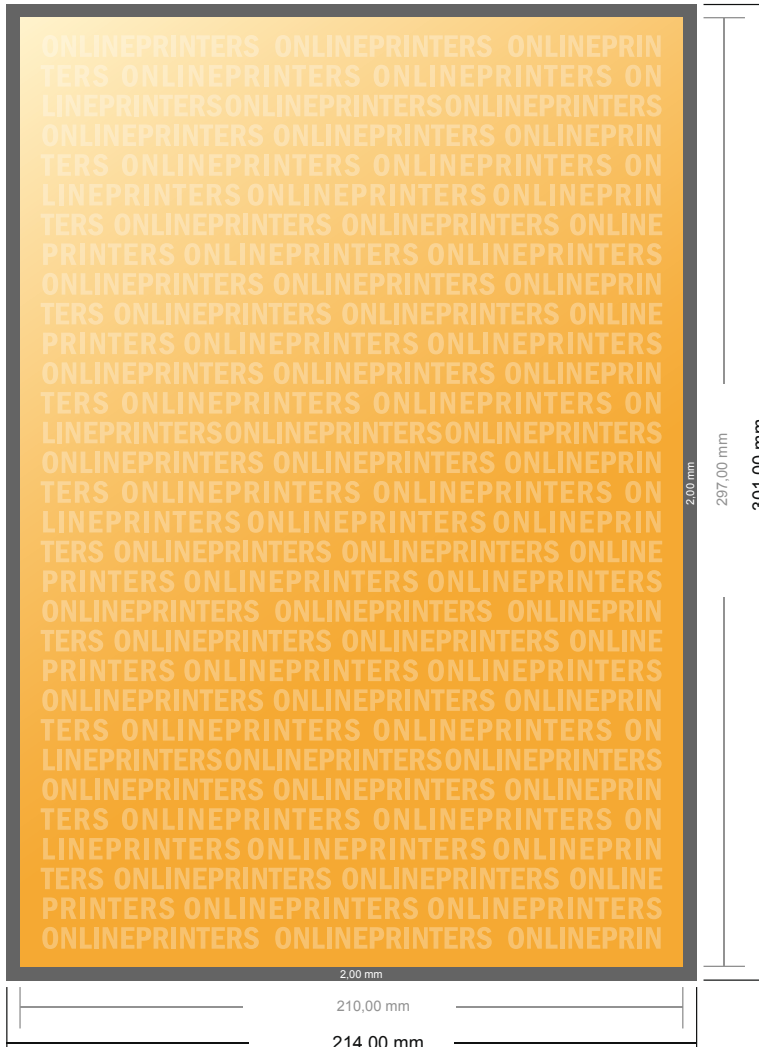 ONLINEPRINTERS ONLINEPRINTERS ONLINEPRIN
TERS ONLINEPRINTERS ONLINEPRINTERS ON
LINEPRINTERSONLINEPRINTERSONLINEPRINTERS
ONLINEPRINTERS ONLINEPRINTERS ONLINEPRIN
TERS ONLINEPRINTERS ONLINEPRINTERS ON
LINEPRINTERS ONLINEPRINTERS ONLINEPRIN
TERS ONLINEPRINTERS ONLINEPRINTERS ONLINE
PRINTERS ONLINEPRINTERS ONLINEPRINTERS
ONLINEPRINTERS ONLINEPRINTERS ONLINEPRIN
TERS ONLINEPRINTERS ONLINEPRINTERS ONLINE
PRINTERS ONLINEPRINTERS ONLINEPRINTERS
ONLINEPRINTERS ONLINEPRINTERS ONLINEPRIN
TERS ONLINEPRINTERS ONLINEPRINTERS ON
LINEPRINTERSONLINEPRINTERSONLINEPRINTERS
ONLINEPRINTERS ONLINEPRINTERS ONLINEPRIN
TERS ONLINEPRINTERS ONLINEPRINTERS ON
LINEPRINTERS ONLINEPRINTERS ONLINEPRIN
TERS ONLINEPRINTERS ONLINEPRINTERS ONLINE
PRINTERS ONLINEPRINTERS ONLINEPRINTERS
ONLINEPRINTERS ONLINEPRINTERS ONLINEPRIN
TERS ONLINEPRINTERS ONLINEPRINTERS ONLINE
PRINTERS ONLINEPRINTERS ONLINEPRINTERS
ONLINEPRINTERS ONLINEPRINTERS ONLINEPRIN
TERS ONLINEPRINTERS ONLINEPRINTERS ON
LINEPRINTERSONLINEPRINTERSONLINEPRINTERS
ONLINEPRINTERS ONLINEPRINTERS ONLINEPRIN
TERS ONLINEPRINTERS ONLINEPRINTERS ON
LINEPRINTERS ONLINEPRINTERS ONLINEPRIN
TERS ONLINEPRINTERS ONLINEPRINTERS ONLINE
PRINTERS ONLINEPRINTERS ONLINEPRINTERS
ONLINEPRINTERS ONLINEPRINTERS ONLINEPRIN
2,00 mm
297,00 mm
301,00 mm
2,00 mm
210,00 mm
214,00 mm